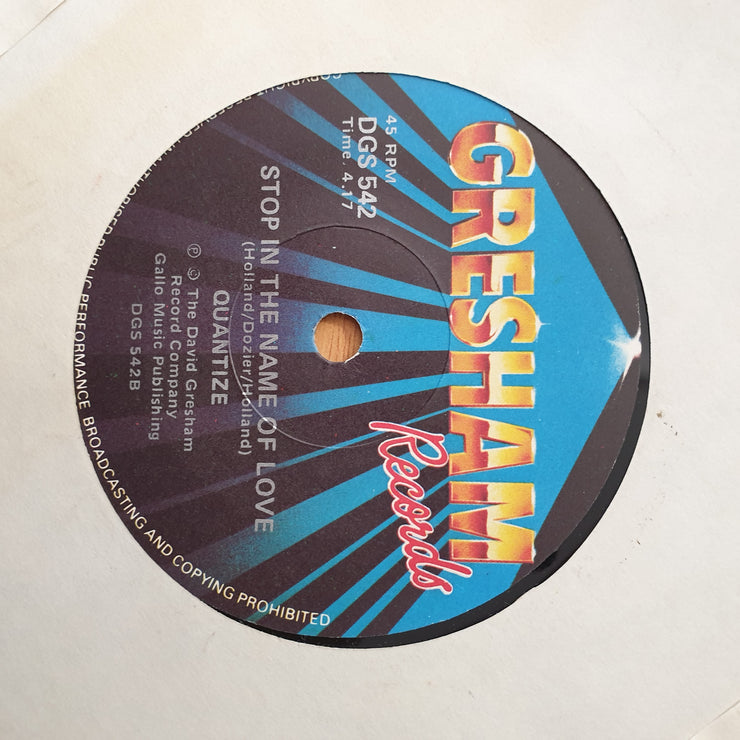 GRESHAM
Records
45 RPM
DGS 542
Time. 4.17
STOP IN THE NAME OF LOVE
(Holland/Dozier/Holland)
QUANTIZE
℗ © The David Gresham
Record Company
Gallo Music Publishing
DGS 542B
PERFORMANCE BROADCASTING AND COPYING PROHIBITED